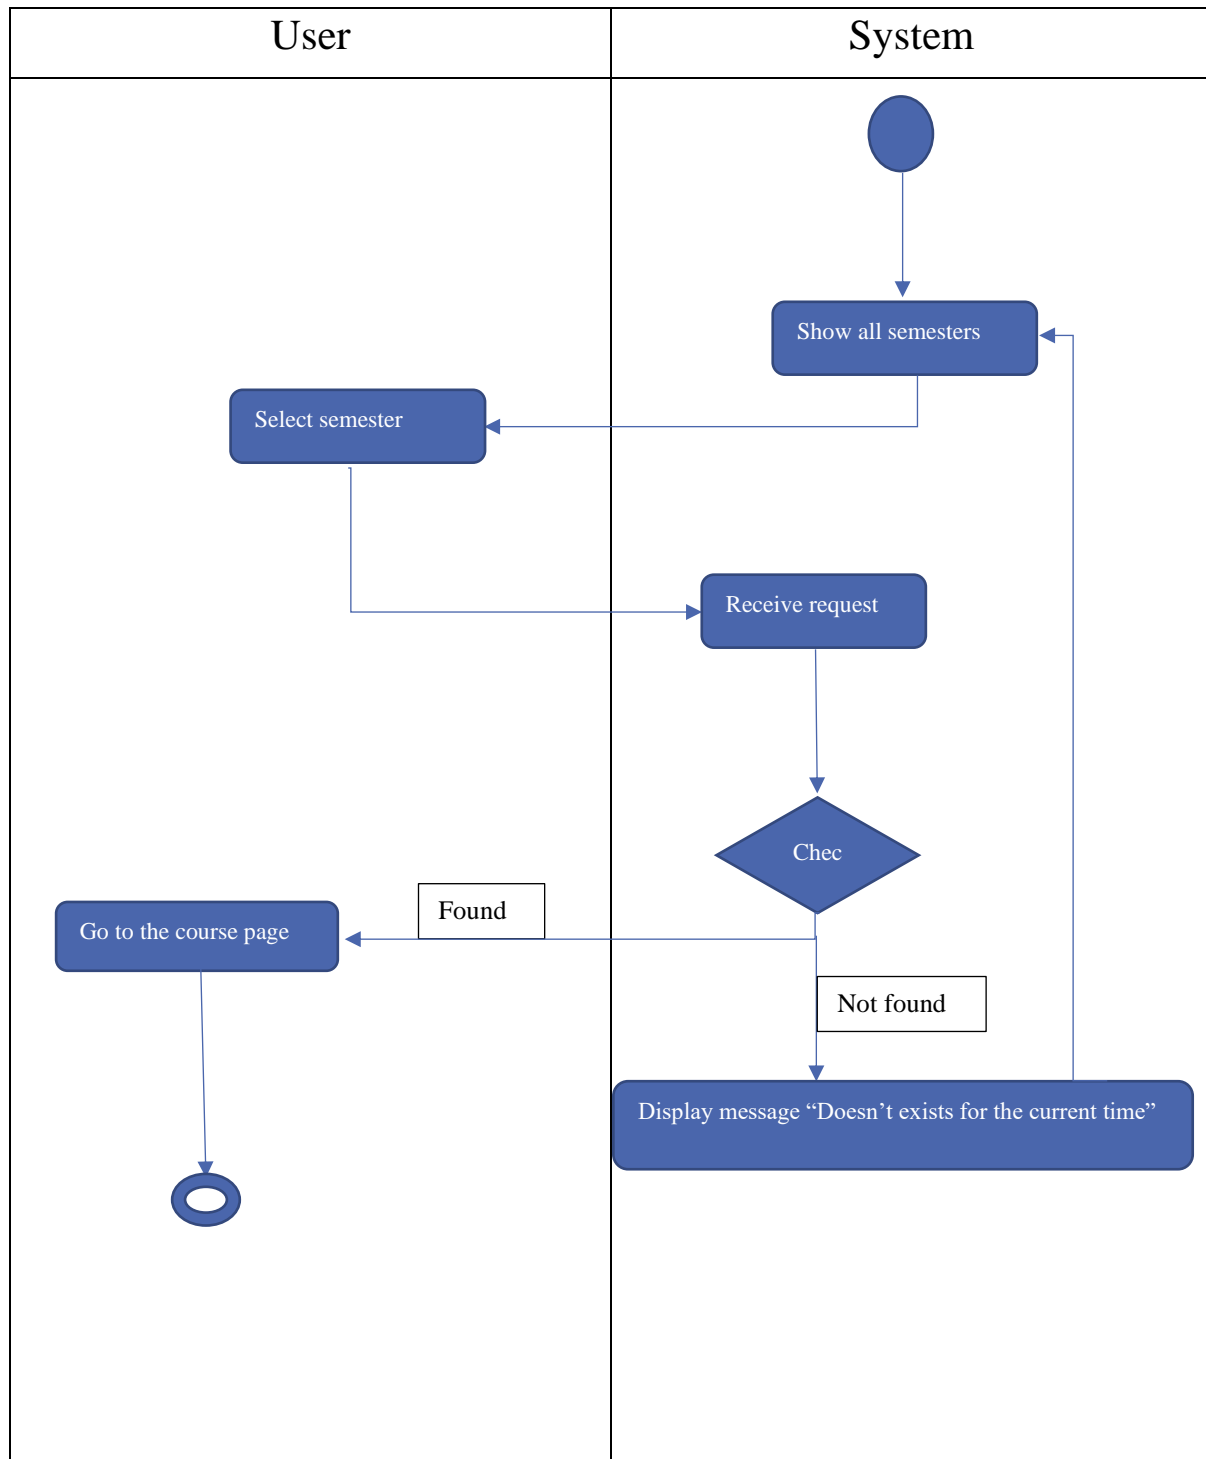 User
System
Show all semesters
Select semester
Receive request
Chec
Found
Go to the course page
Not found
Display message “Doesn’t exists for the current time”